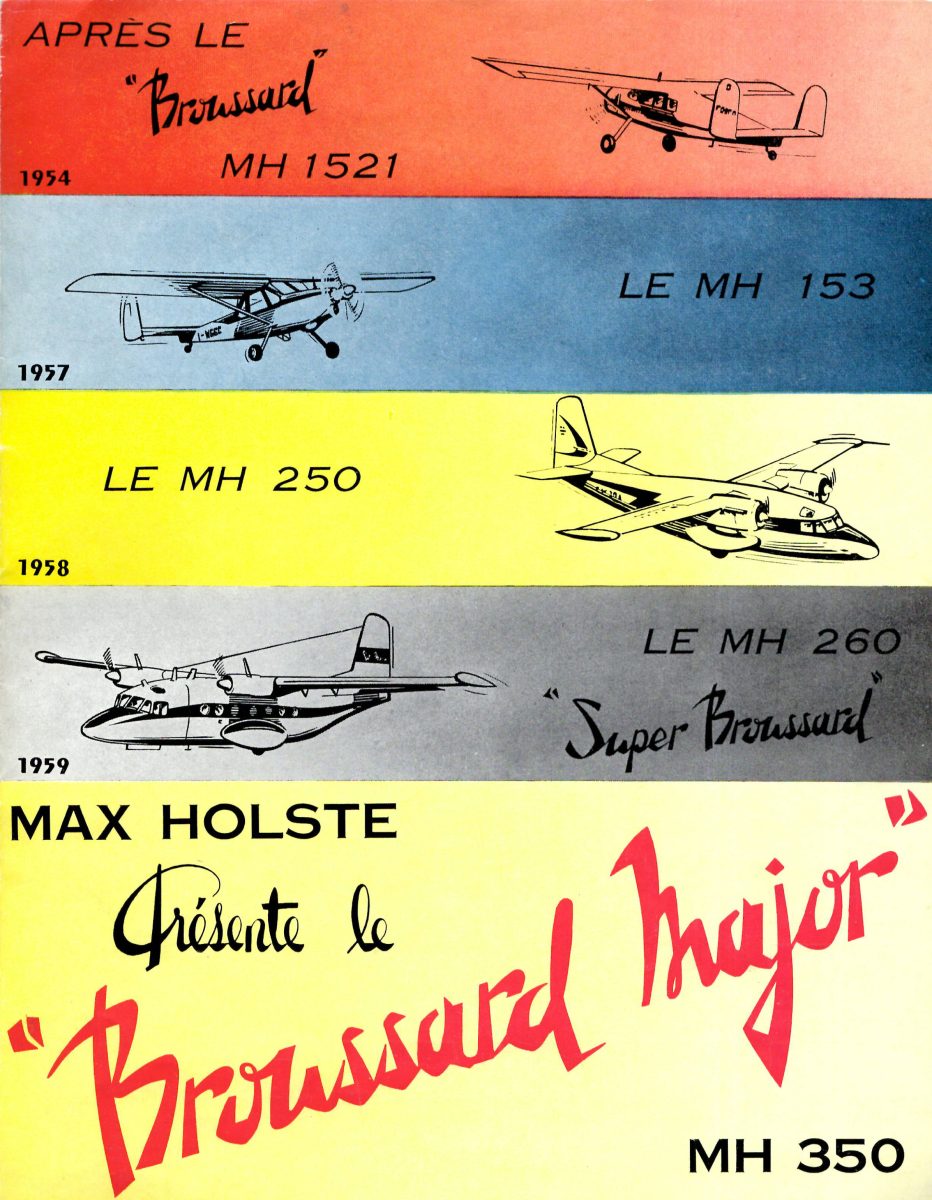 APRÈS LE
"Broussard"
MH 1521
1954
LE MH 153
1957
LE MH 250
1958
LE MH 260
"Super Broussard"
1959
MAX HOLSTE
Présente le
"Broussard Major"
MH 350